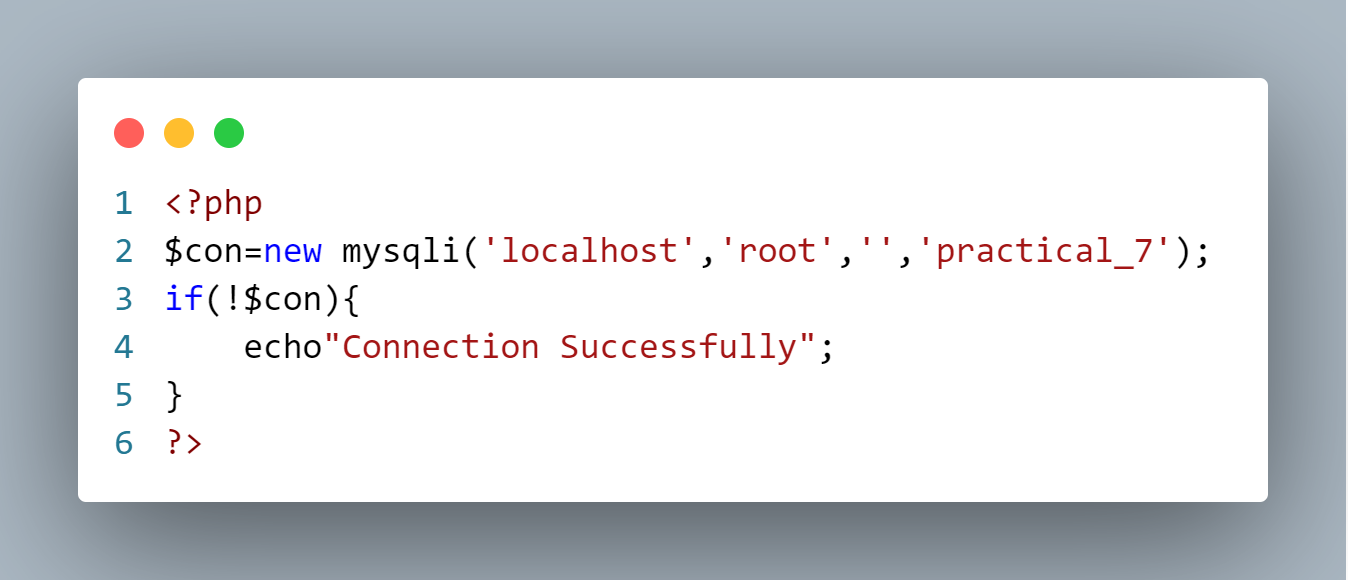 1 <?php
2 $con=new mysqli('localhost','root','','practical_7');
3 if(!$con){
4     echo"Connection Successfully";
5 }
6 ?>